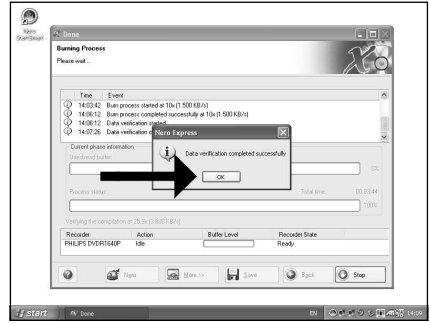 Nero
StartSmart
Done
Burning Process
Please wait...
Time Event
14:03:42 Burn process started at 10x (1.500 KB/s)
14:06:12 Burn process completed successfully at 10x (1.500 KB/s)
14:06:12 Data verification started
14:07:26 Data verification c
Nero Express
Data verification completed successfully
OK
Current phase information
Used read buffer:
0%
Process status:
Total time:
00:03:44
100%
Verifying the compilation at 25.9x (3.889 KB/s)
Recorder Action Buffer Level Recorder State
PHILIPS DVDR1640P Idle Ready
New
More >>
Save
Back
Stop
start
Done
EN
14:09